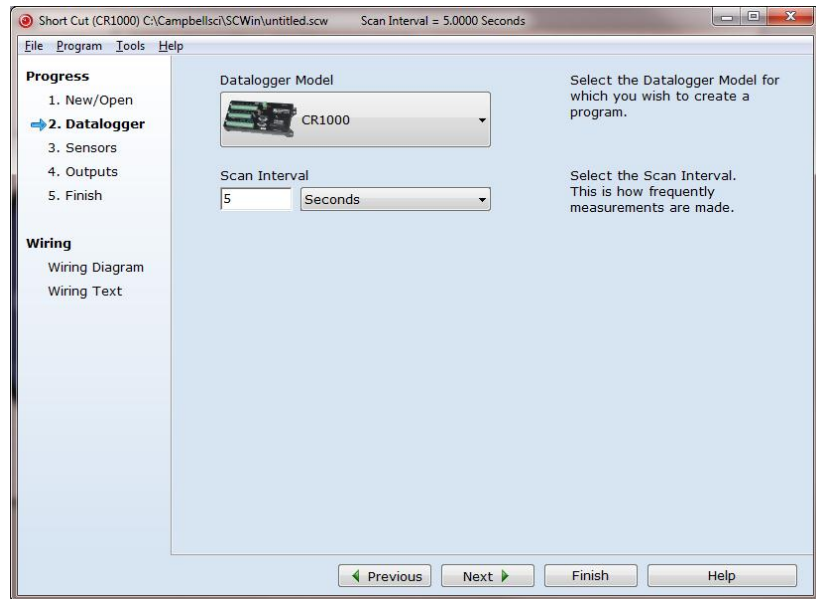 Short Cut (CR1000) C:\Campbellsci\SCWin\untitled.scw Scan Interval = 5.0000 Seconds
File Program Tools Help
Progress
1. New/Open
2. Datalogger
3. Sensors
4. Outputs
5. Finish
Wiring
Wiring Diagram
Wiring Text
Datalogger Model
CR1000
Select the Datalogger Model for
which you wish to create a
program.
Scan Interval
5 Seconds
Select the Scan Interval.
This is how frequently
measurements are made.
Previous Next Finish Help